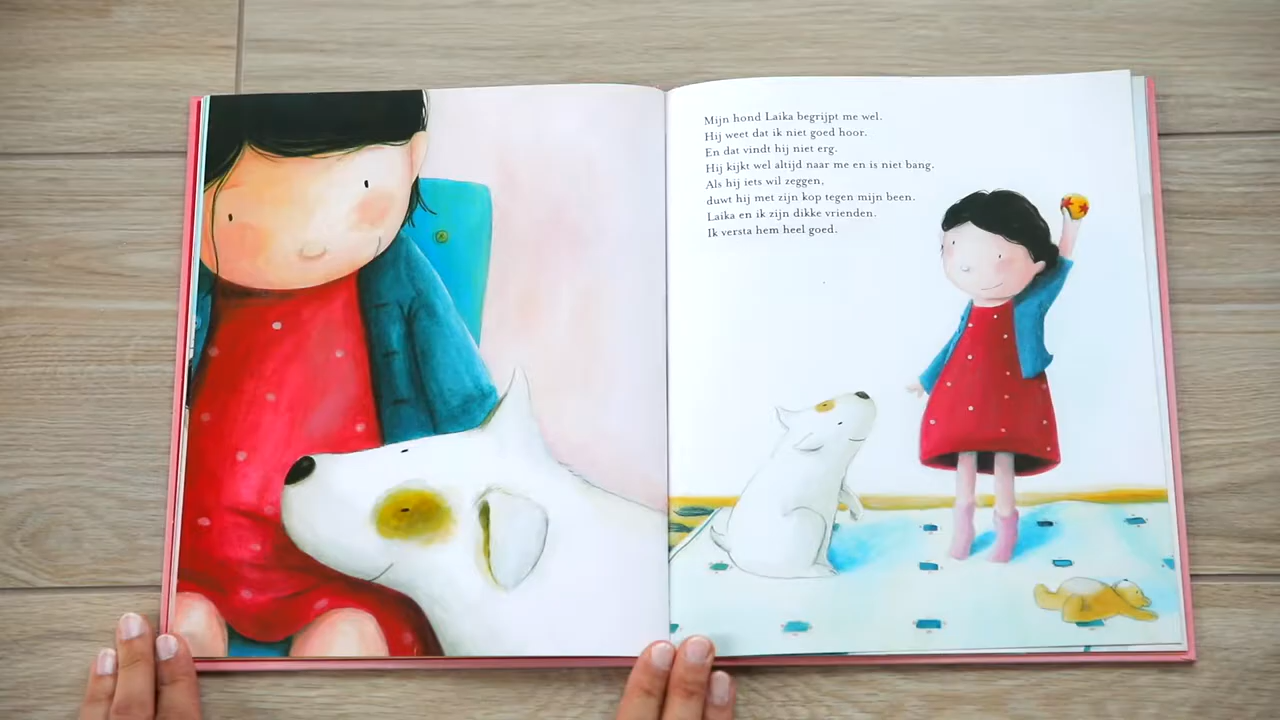 Mijn hond Laika begrijpt me wel.
Hij weet dat ik niet goed hoor.
En dat vindt hij niet erg.
Hij kijkt wel altijd naar me en is niet bang.
Als hij iets wil zeggen,
duwt hij met zijn kop tegen mijn been.
Laika en ik zijn dikke vrienden.
Ik versta hem heel goed.